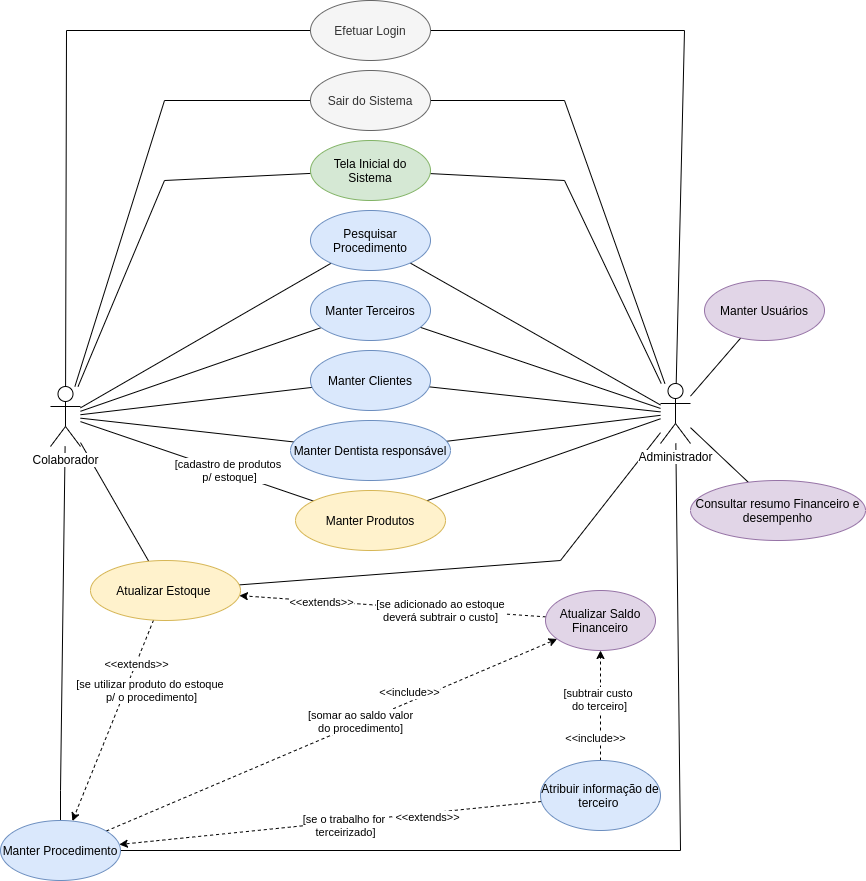 Efetuar Login
Sair do Sistema
Tela Inicial do
Sistema
Pesquisar
Procedimento
Manter Terceiros
Manter Usuários
Manter Clientes
Manter Dentista responsável
Colaborador
Administrador
[cadastro de produtos
p/ estoque]
Manter Produtos
Consultar resumo Financeiro e
desempenho
Atualizar Estoque
<<extends>>
[se adicionado ao estoque
deverá subtrair o custo]
Atualizar Saldo
Financeiro
<<extends>>
[se utilizar produto do estoque
p/ o procedimento]
<<include>>
[somar ao saldo valor
do procedimento]
[subtrair custo
do terceiro]
<<include>>
Atribuir informação de
terceiro
[se o trabalho for
terceirizado]
<<extends>>
Manter Procedimento